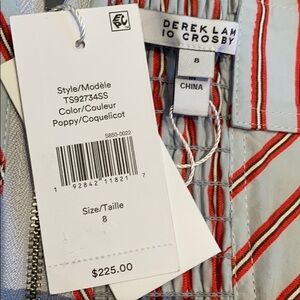 DEREK LAM
10 CROSBY
8
CHINA
Style/Modèle
TS92734SS
Color/Couleur
Poppy/Coquelicot
5850-0022
1 92842 11821 7
Size/Taille
8
$225.00